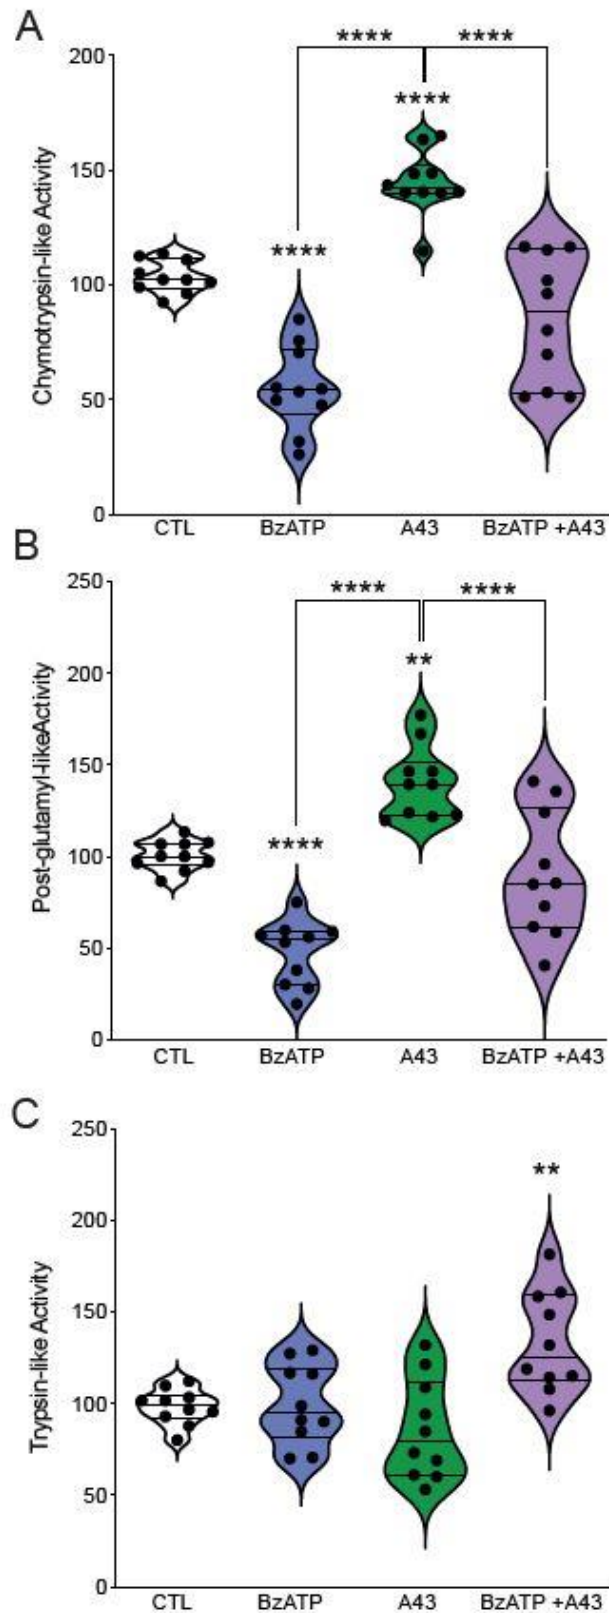 A
**** ****
200
****
150
****
100
50
0
Chymotrypsin-like Activity
CTL BzATP A43 BzATP +A43
B
250
**** ****
200
**
150
100
****
50
0
Post-glutamyl-likeActivity
CTL BzATP A43 BzATP +A43
C
250
**
200
150
100
50
0
Trypsin-like Activity
CTL BzATP A43 BzATP +A43